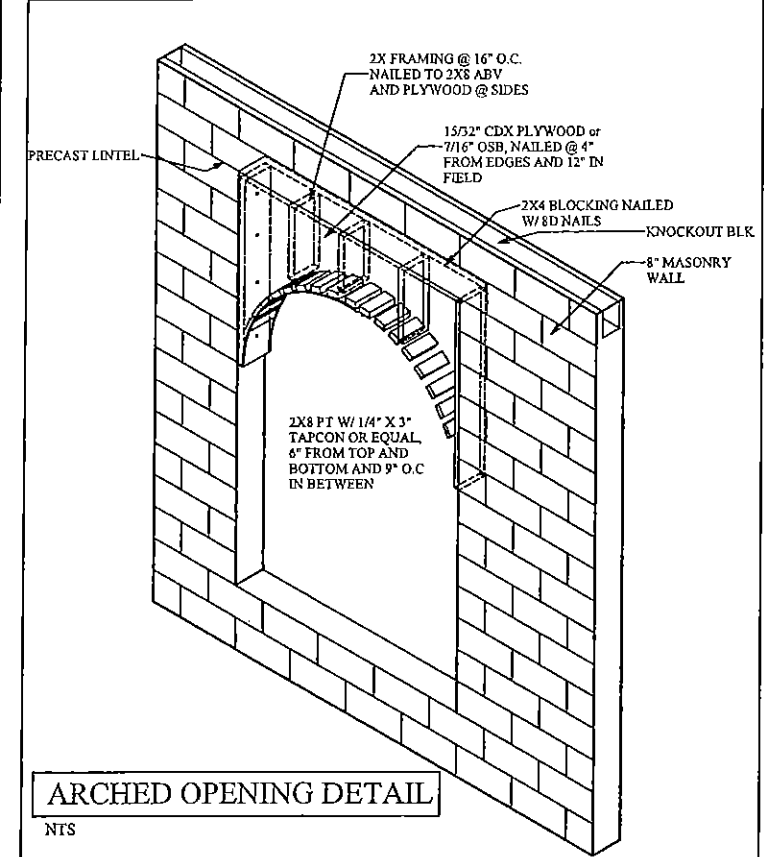 2X FRAMING @ 16" O.C.
NAILED TO 2X8 ABV
AND PLYWOOD @ SIDES
15/32" CDX PLYWOOD or
7/16" OSB, NAILED @ 4"
FROM EDGES AND 12" IN
FIELD
PRECAST LINTEL
2X4 BLOCKING NAILED
W/ 8D NAILS
KNOCKOUT BLK
8" MASONRY
WALL
2X8 PT W/ 1/4" X 3"
TAPCON OR EQUAL,
6" FROM TOP AND
BOTTOM AND 9" O.C
IN BETWEEN
ARCHED OPENING DETAIL
NTS